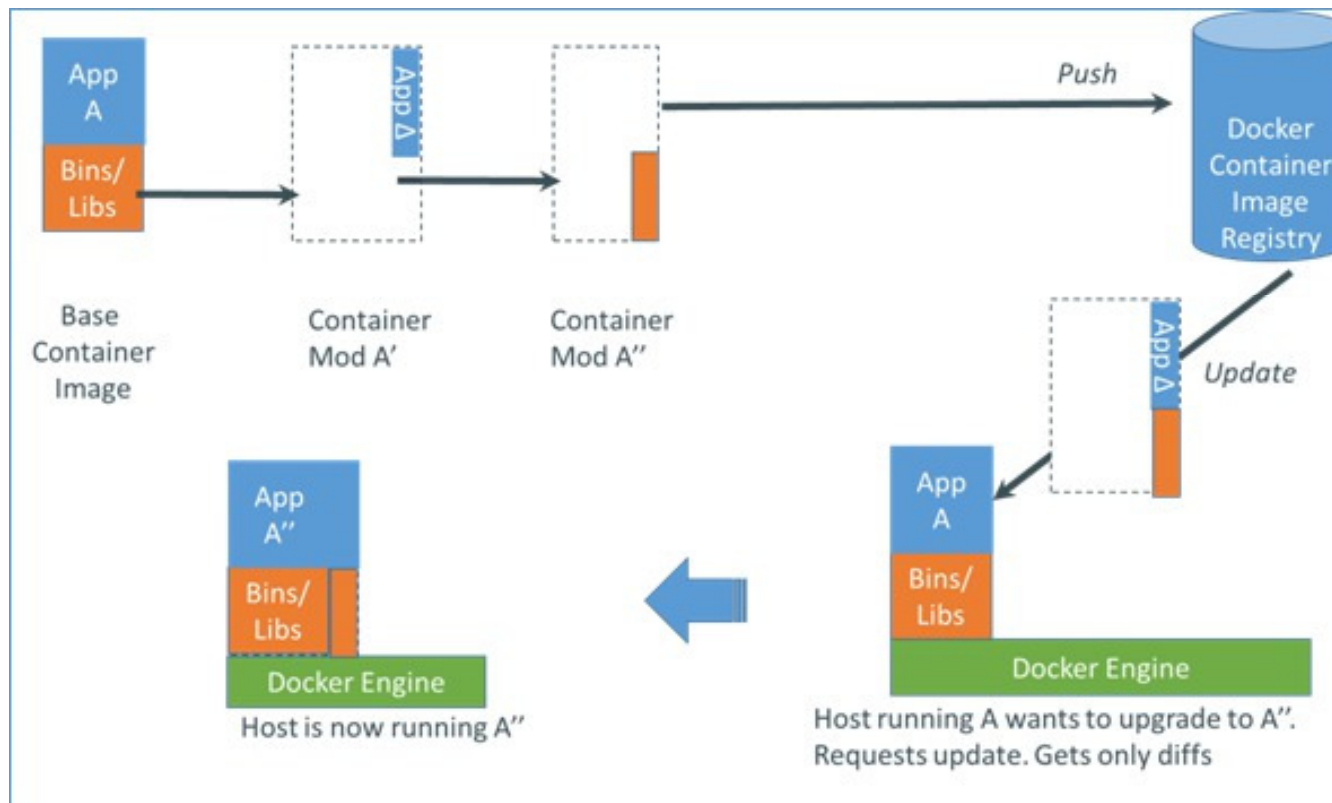 App
A
Bins/
Libs
Base
Container
Image
App Δ
Container
Mod A'
Container
Mod A''
Push
Docker
Container
Image
Registry
App Δ
Update
App
A
Bins/
Libs
Docker Engine
Host running A wants to upgrade to A''.
Requests update. Gets only diffs
App
A''
Bins/
Libs
Docker Engine
Host is now running A''